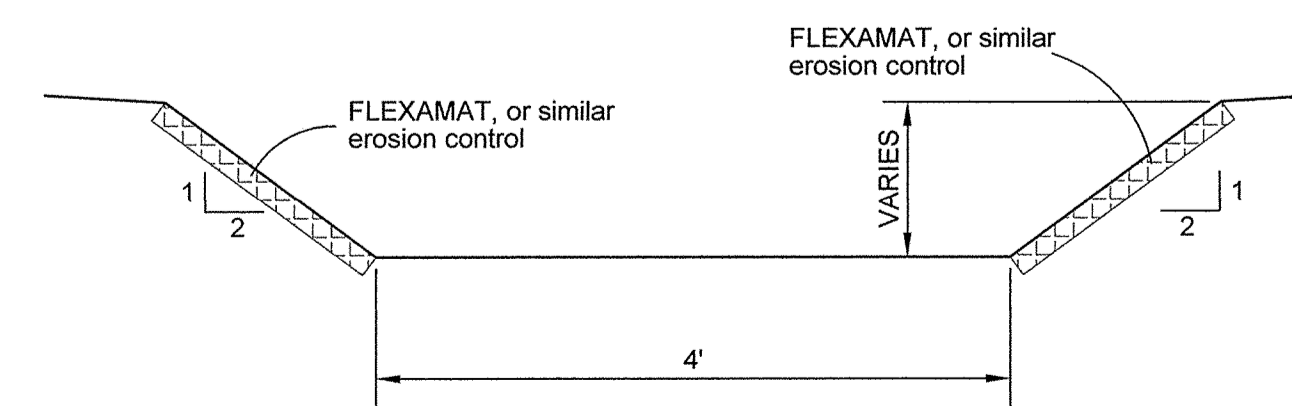 FLEXAMAT, or similar
erosion control
FLEXAMAT, or similar
erosion control
VARIES
1
2
1
2
4'